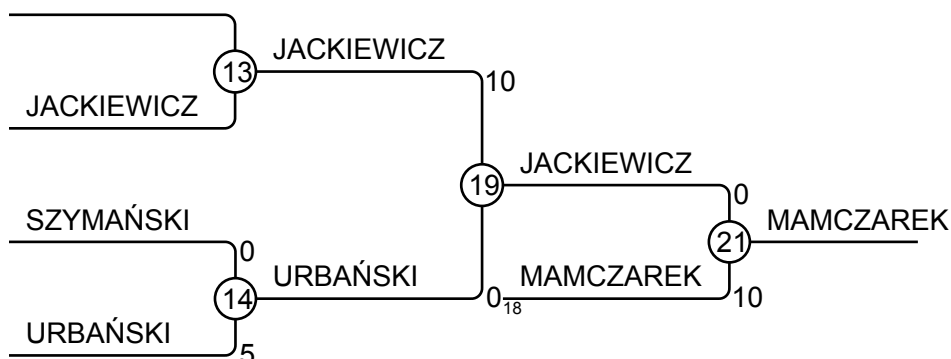 JACKIEWICZ
13
JACKIEWICZ
10
JACKIEWICZ
19
0
SZYMAŃSKI
0
21
MAMCZAREK
14
URBAŃSKI
0
18
MAMCZAREK
10
URBAŃSKI
5